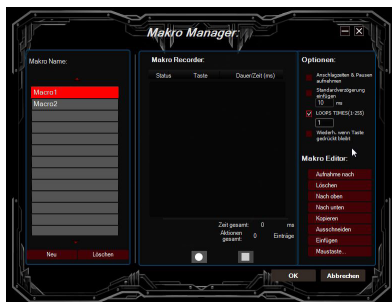 Makro Manager:
Makro Name:
Macro1
Macro2
Neu
Löschen
Makro Recorder:
Status Taste Dauer/Zeit (ms)
Zeit gesamt: 0 ms
Aktionen gesamt: 0 Einträge
Optionen:
Anschlagzeiten & Pausen
aufnehmen
Standardverzögerung
einfügen
10 ms
LOOPS TIMES(1-255)
1
Wiederh. wenn Taste
gedrückt bleibt
Makro Editor:
Aufnahme nach
Löschen
Nach oben
Nach unten
Kopieren
Ausschneiden
Einfügen
Maustaste...
OK
Abbrechen